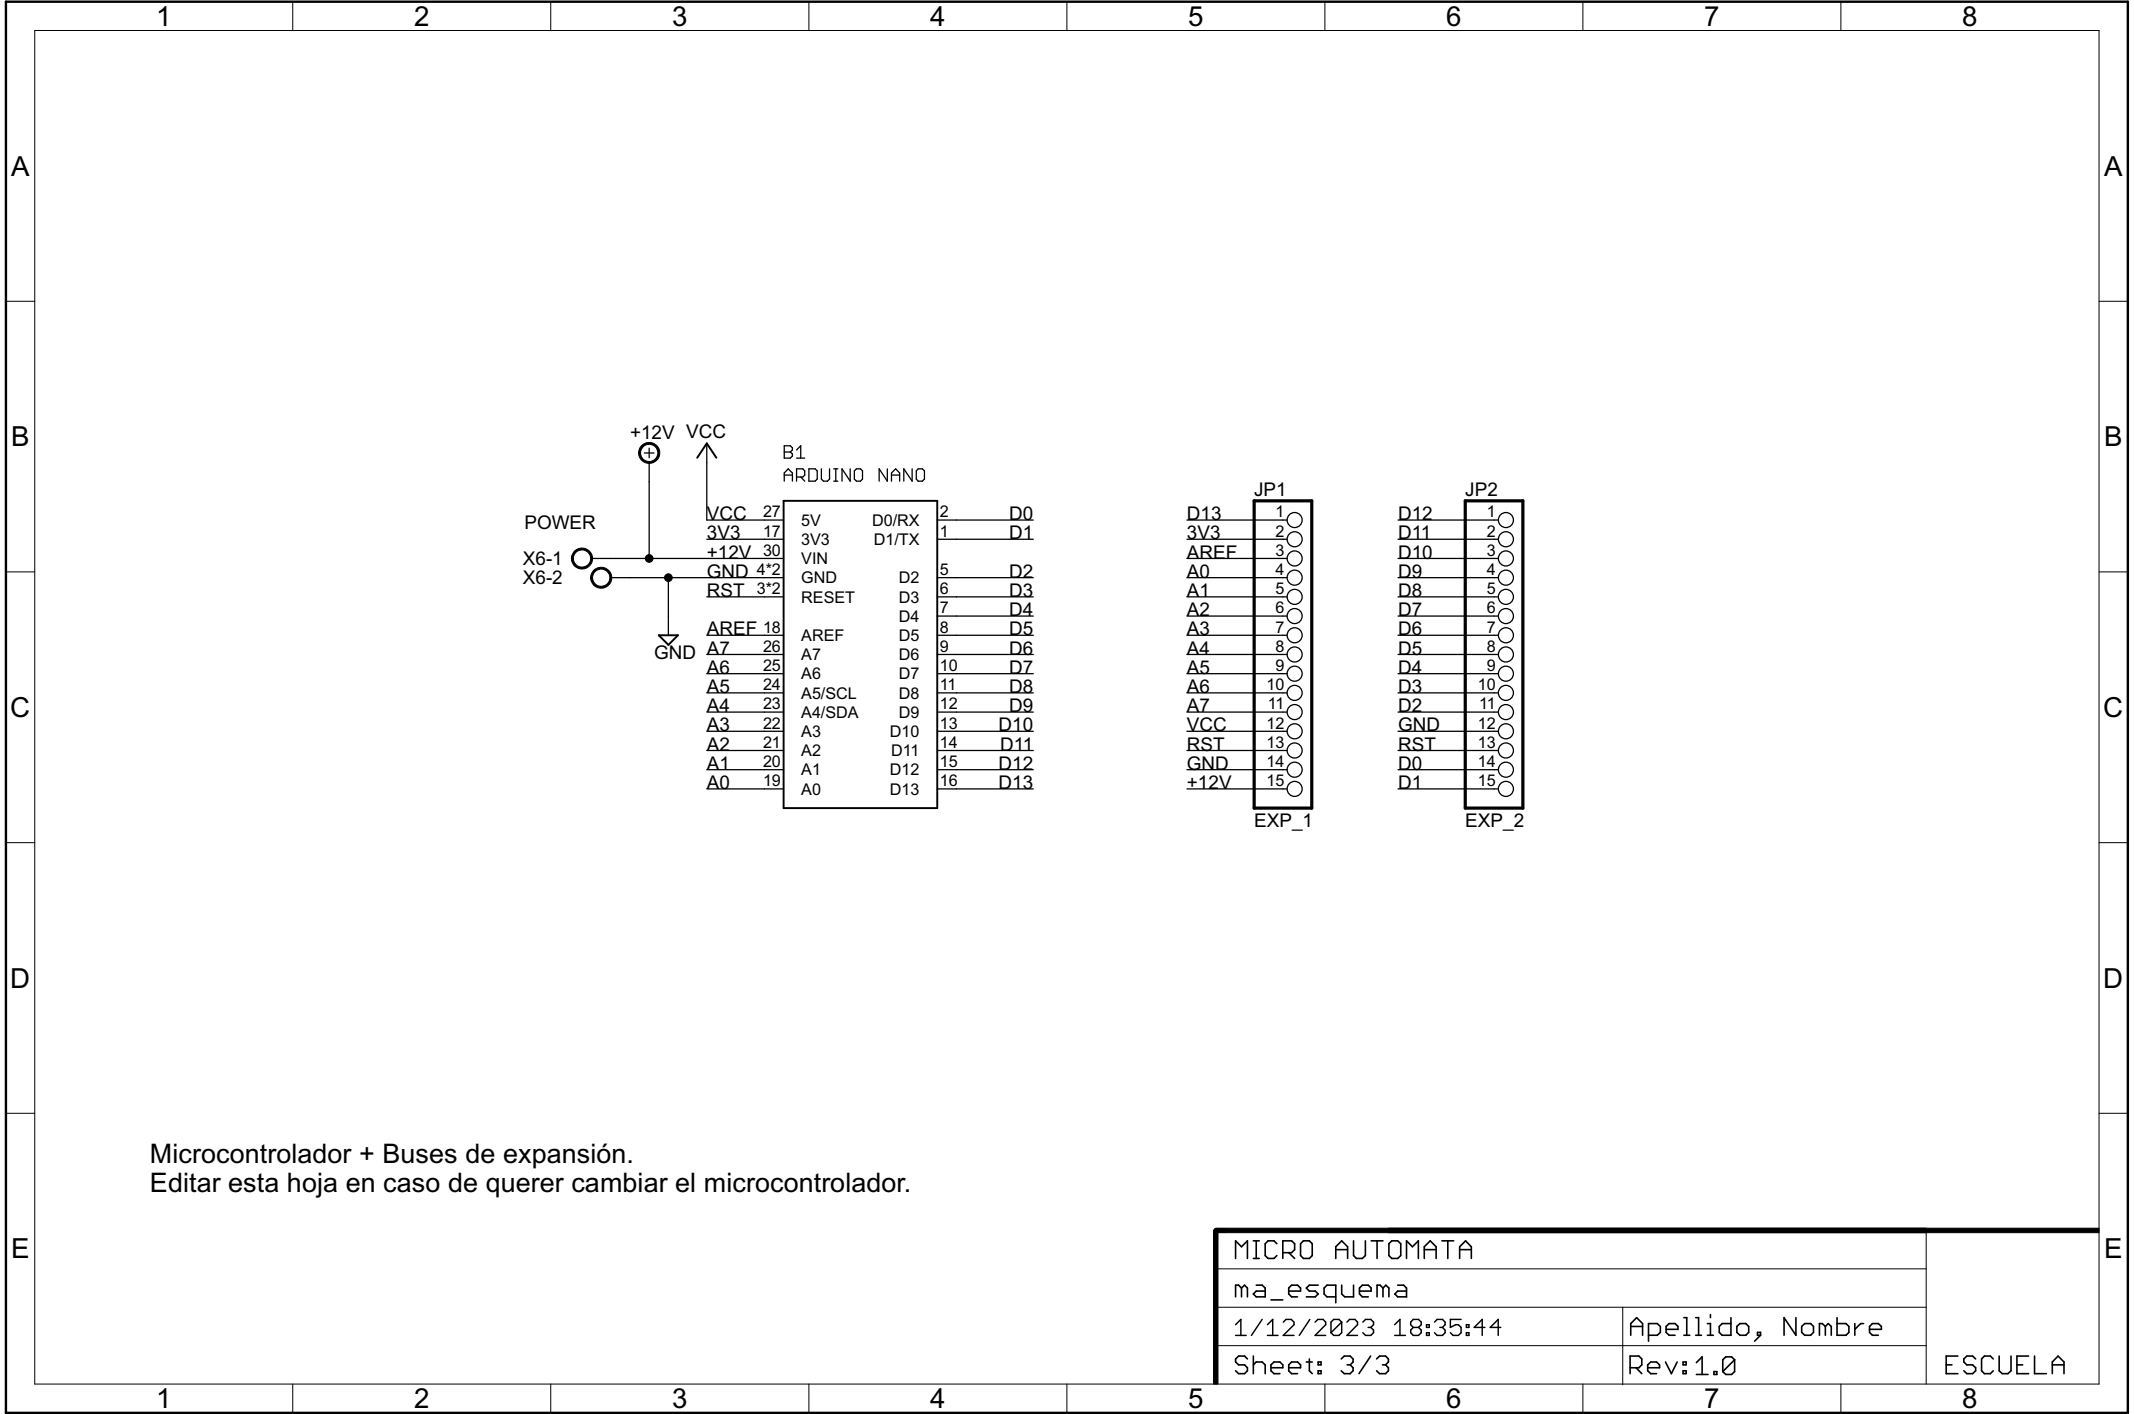 1 2 3 4 5 6 7 8
A A
B B
C C
D D
E E
+12V VCC
POWER
X6-1
X6-2
GND
B1
ARDUINO NANO
VCC 27 5V D0/RX 2 D0
3V3 17 3V3 D1/TX 1 D1
+12V 30 VIN
GND 4*2 GND D2 5 D2
RST 3*2 RESET D3 6 D3
D4 7 D4
AREF 18 AREF D5 8 D5
A7 26 A7 D6 9 D6
A6 25 A6 D7 10 D7
A5 24 A5/SCL D8 11 D8
A4 23 A4/SDA D9 12 D9
A3 22 A3 D10 13 D10
A2 21 A2 D11 14 D11
A1 20 A1 D12 15 D12
A0 19 A0 D13 16 D13
JP1
D13 1
3V3 2
AREF 3
A0 4
A1 5
A2 6
A3 7
A4 8
A5 9
A6 10
A7 11
VCC 12
RST 13
GND 14
+12V 15
EXP_1
JP2
D12 1
D11 2
D10 3
D9 4
D8 5
D7 6
D6 7
D5 8
D4 9
D3 10
D2 11
GND 12
RST 13
D0 14
D1 15
EXP_2
Microcontrolador + Buses de expansión.
Editar esta hoja en caso de querer cambiar el microcontrolador.
MICRO AUTOMATA
ma_esquema
1/12/2023 18:35:44 Apellido, Nombre
Sheet: 3/3 Rev:1.0 ESCUELA
1 2 3 4 5 6 7 8